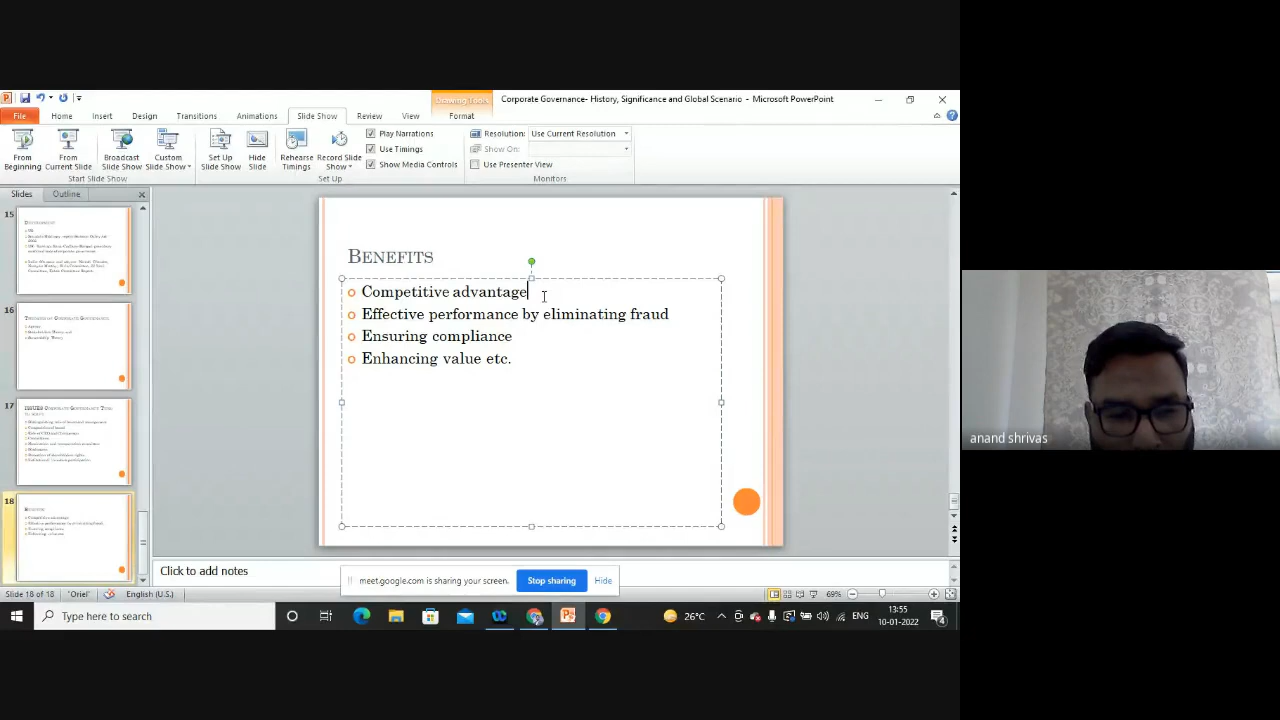 Drawing Tools
Corporate Governance- History, Significance and Global Scenario - Microsoft PowerPoint
File Home Insert Design Transitions Animations Slide Show Review View Format
From Beginning
From Current Slide
Broadcast Slide Show
Custom Slide Show
Set Up Slide Show
Hide Slide
Rehearse Timings
Record Slide Show
Play Narrations
Use Timings
Show Media Controls
Resolution: Use Current Resolution
Show On:
Use Presenter View
Start Slide Show
Set Up
Monitors
Slides Outline
15
16
17
18
BENEFITS
Competitive advantage
Effective performance by eliminating fraud
Ensuring compliance
Enhancing value etc.
anand shrivas
Click to add notes
meet.google.com is sharing your screen. Stop sharing Hide
Slide 18 of 18 "Oriel" English (U.S.) 69%
Type here to search
26°C ENG
13:55
10-01-2022
4